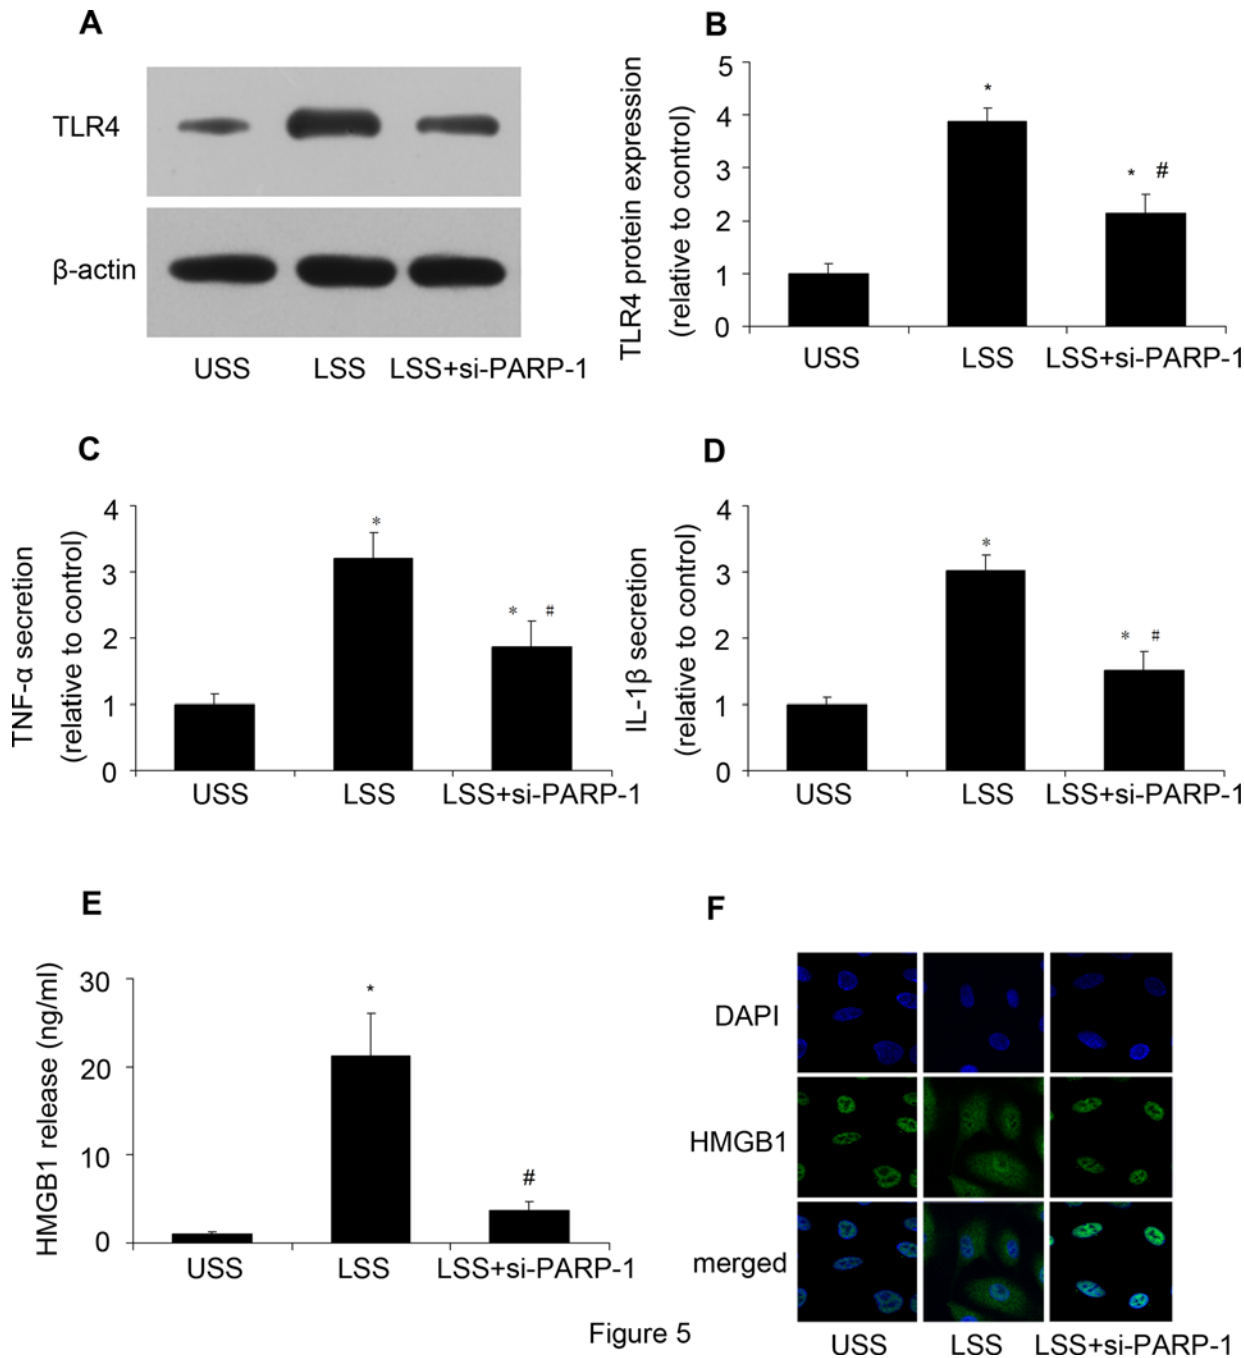 A
TLR4
β-actin
USS LSS LSS+si-PARP-1
B
TLR4 protein expression
(relative to control)
5
4
3
2
1
0
*
* #
USS LSS LSS+si-PARP-1
C
TNF-α secretion
(relative to control)
4
3
2
1
0
*
* #
USS LSS LSS+si-PARP-1
D
IL-1β secretion
(relative to control)
4
3
2
1
0
*
* #
USS LSS LSS+si-PARP-1
E
HMGB1 release (ng/ml)
30
20
10
0
*
#
USS LSS LSS+si-PARP-1
F
DAPI
HMGB1
merged
USS LSS LSS+si-PARP-1
Figure 5